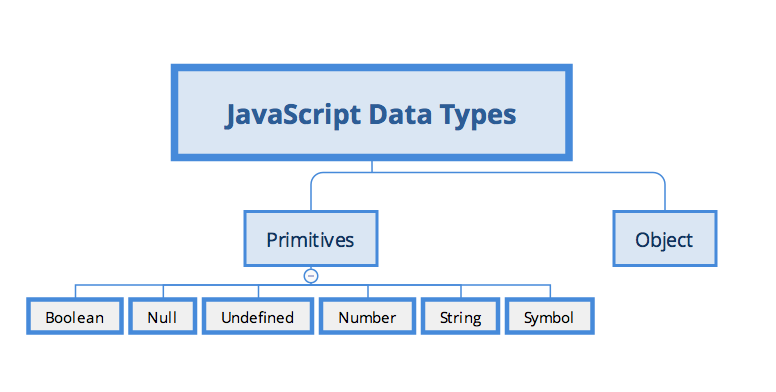 JavaScript Data Types
Primitives
Object
Boolean
Null
Undefined
Number
String
Symbol